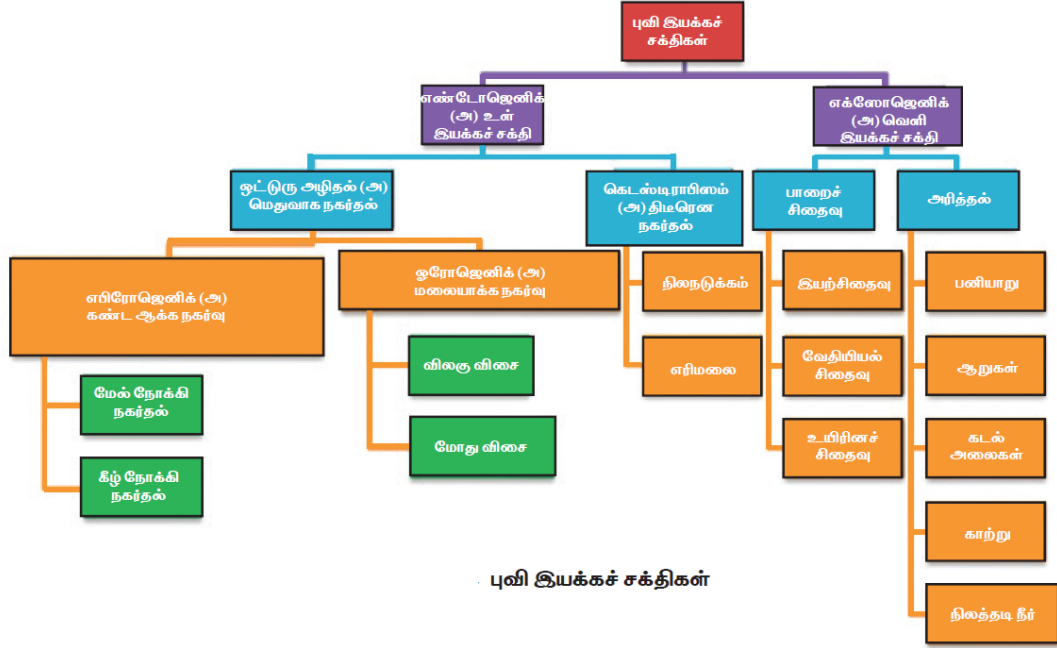 புவி இயக்கச்
சக்திகள்
எண்டோஜெனிக்
(அ) உள்
இயக்கச் சக்தி
எக்ஸோஜெனிக்
(அ) வெளி
இயக்கச் சக்தி
ஒட்டுரு அழிதல் (அ)
மெதுவாக நகர்தல்
கெடஸ்டிராபிஸம்
(அ) திடீரென
நகர்தல்
பாறைச்
சிதைவு
அரித்தல்
எபிரோஜெனிக் (அ)
கண்ட ஆக்க நகர்வு
ஓரோஜெனிக் (அ)
மலையாக்க நகர்வு
நிலநடுக்கம்
இயற்சிதைவு
பனியாறு
மேல் நோக்கி
நகர்தல்
விலகு விசை
எரிமலை
வேதியியல்
சிதைவு
ஆறுகள்
கீழ் நோக்கி
நகர்தல்
மோது விசை
உயிரினச்
சிதைவு
கடல்
அலைகள்
காற்று
நிலத்தடி நீர்
புவி இயக்கச் சக்திகள்